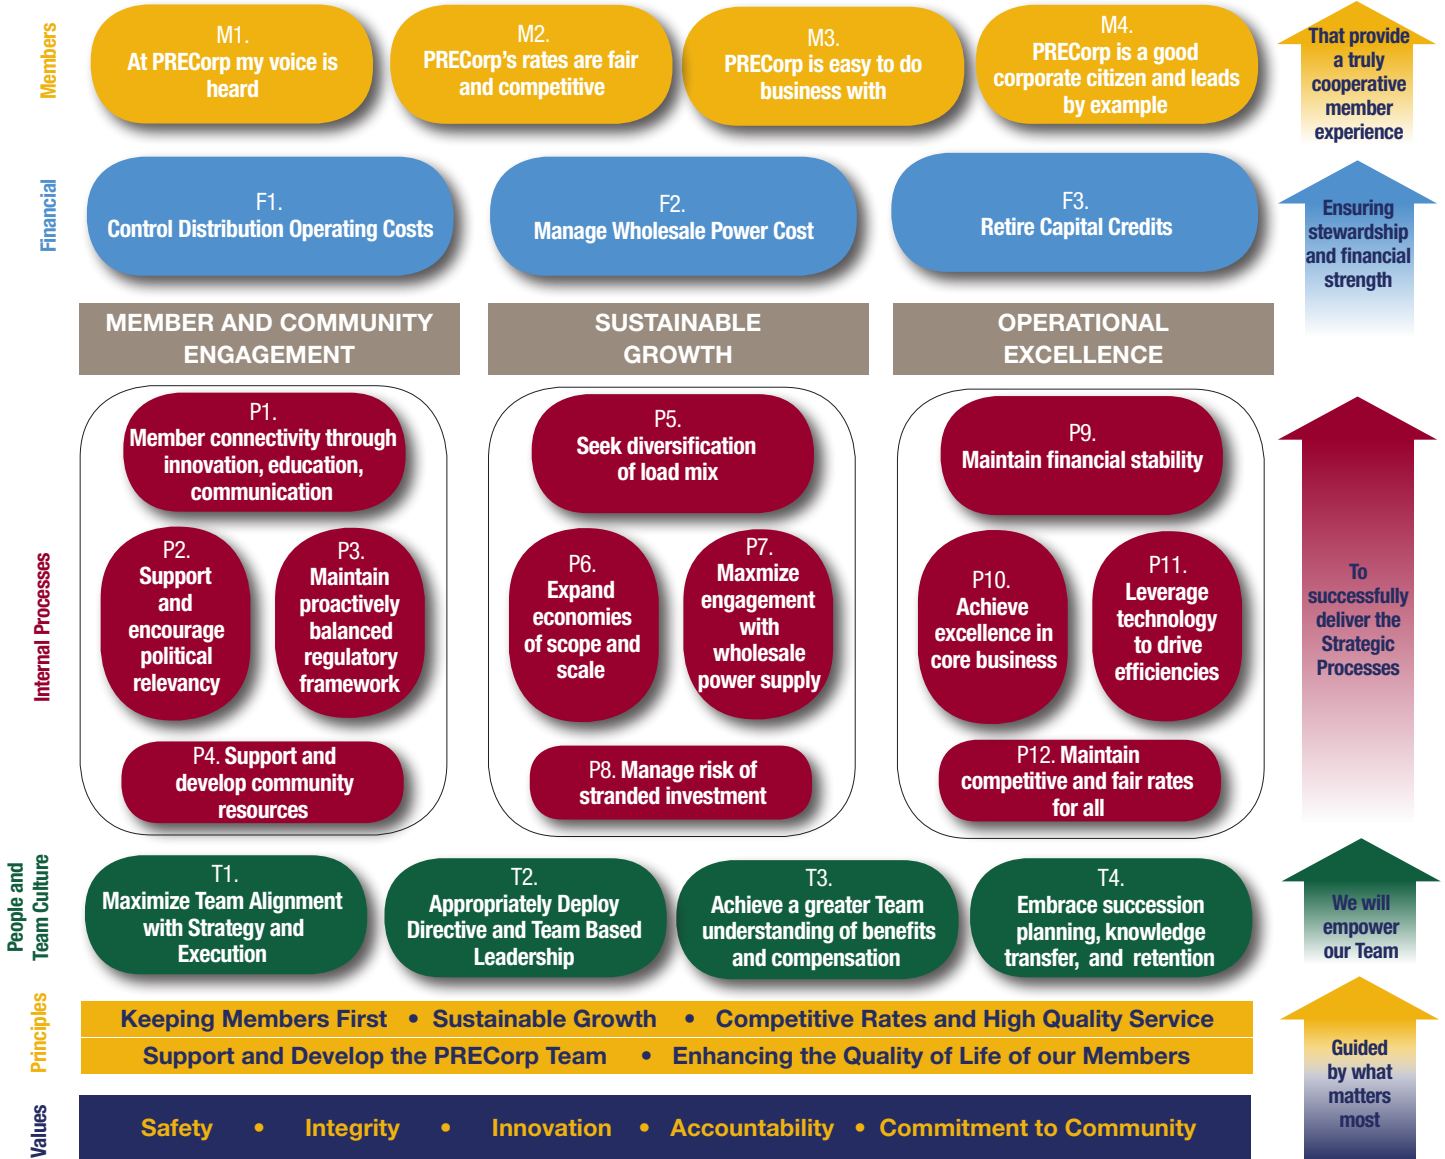 Members
M1.
At PRECorp my voice is
heard
M2.
PRECorp's rates are fair
and competitive
M3.
PRECorp is easy to do
business with
M4.
PRECorp is a good
corporate citizen and leads
by example
That provide
a truly
cooperative
member
experience
Financial
F1.
Control Distribution Operating Costs
F2.
Manage Wholesale Power Cost
F3.
Retire Capital Credits
Ensuring
stewardship
and financial
strength
MEMBER AND COMMUNITY
ENGAGEMENT
SUSTAINABLE
GROWTH
OPERATIONAL
EXCELLENCE
Internal Processes
P1.
Member connectivity through
innovation, education,
communication
P2.
Support
and
encourage
political
relevancy
P3.
Maintain
proactively
balanced
regulatory
framework
P4. Support and
develop community
resources
P5.
Seek diversification
of load mix
P6.
Expand
economies
of scope and
scale
P7.
Maxmize
engagement
with
wholesale
power supply
P8. Manage risk of
stranded investment
P9.
Maintain financial stability
P10.
Achieve
excellence in
core business
P11.
Leverage
technology
to drive
efficiencies
P12. Maintain
competitive and fair rates
for all
To
successfully
deliver the
Strategic
Processes
People and
Team Culture
T1.
Maximize Team Alignment
with Strategy and
Execution
T2.
Appropriately Deploy
Directive and Team Based
Leadership
T3.
Achieve a greater Team
understanding of benefits
and compensation
T4.
Embrace succession
planning, knowledge
transfer, and retention
We will
empower
our Team
Principles
Keeping Members First • Sustainable Growth • Competitive Rates and High Quality Service
Support and Develop the PRECorp Team • Enhancing the Quality of Life of our Members
Guided
by what
matters
most
Values
Safety • Integrity • Innovation • Accountability • Commitment to Community